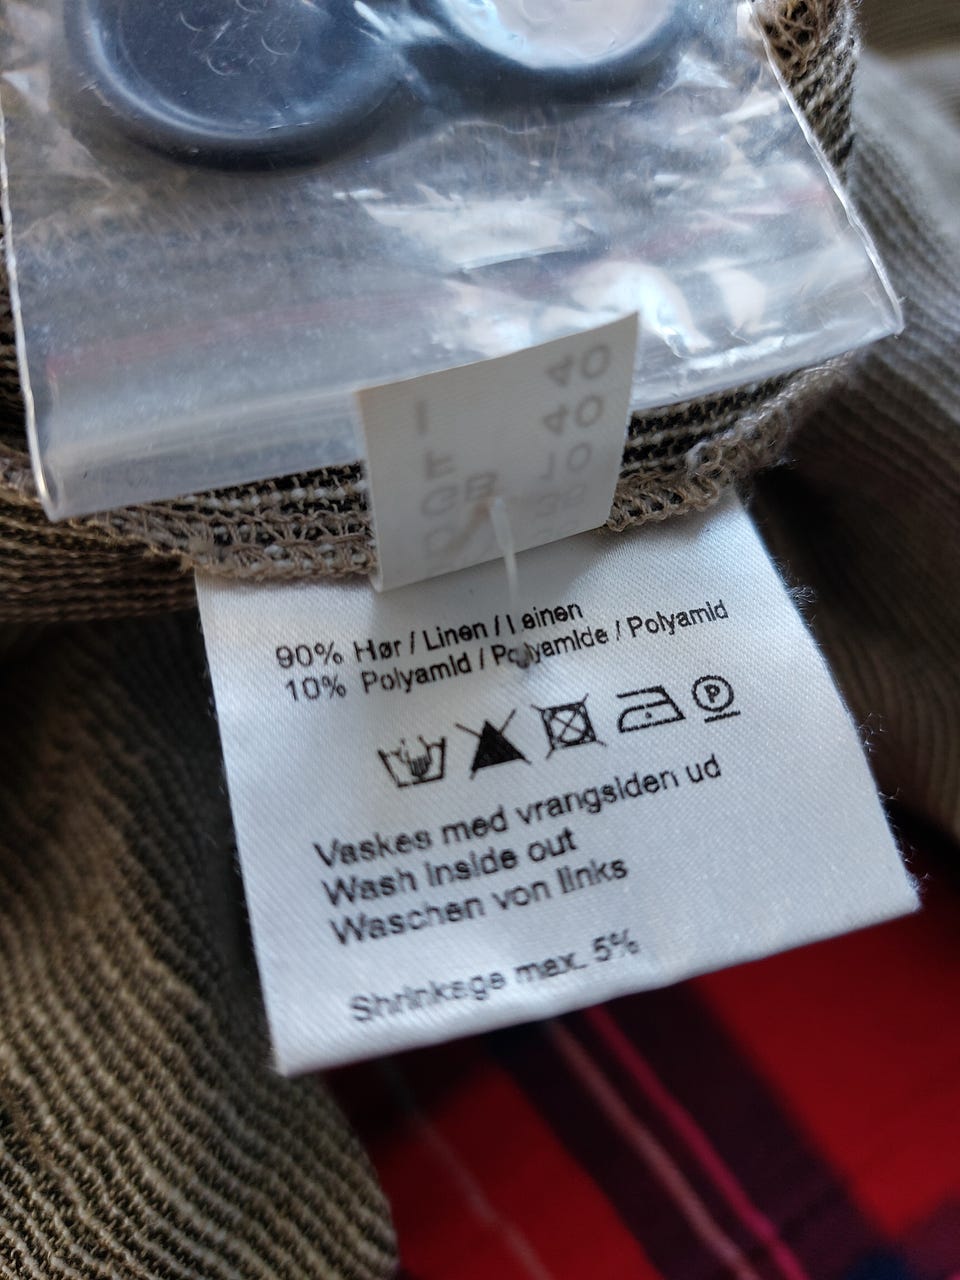 90% Hør / Linen / Leinen
10% Polyamid / Polyamide / Polyamid
P
Vaskes med vrangsiden ud
Wash inside out
Waschen von links
Shrinkage max. 5%